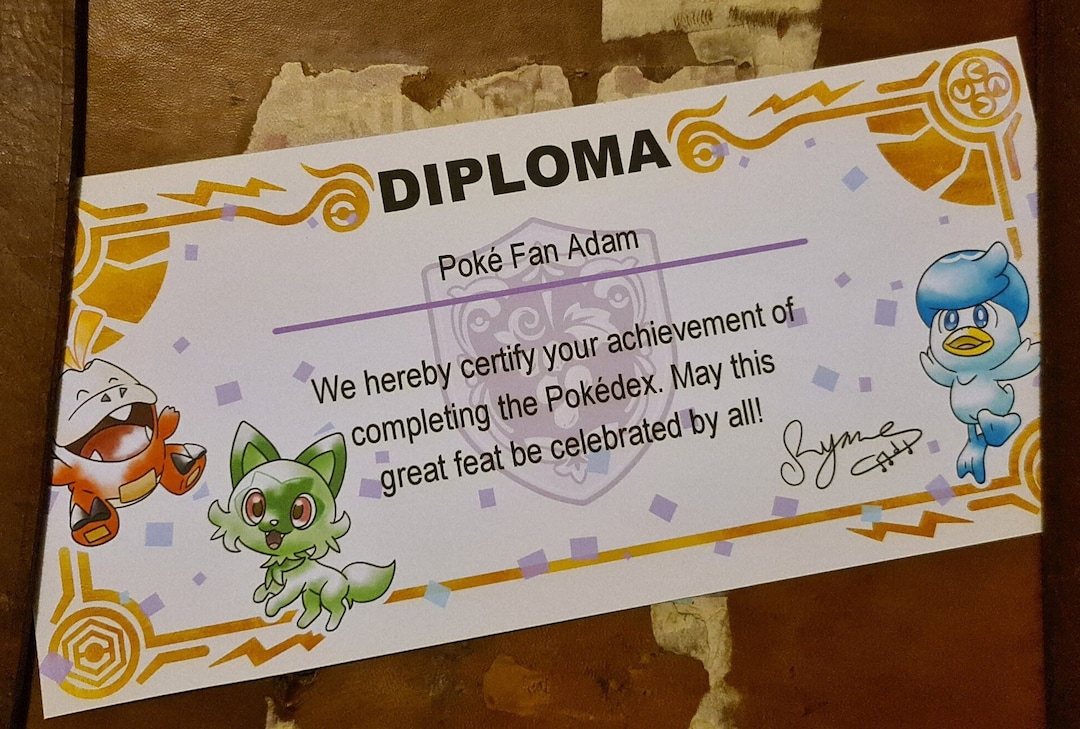 DIPLOMA
Poké Fan Adam
We hereby certify your achievement of
completing the Pokédex. May this
great feat be celebrated by all!